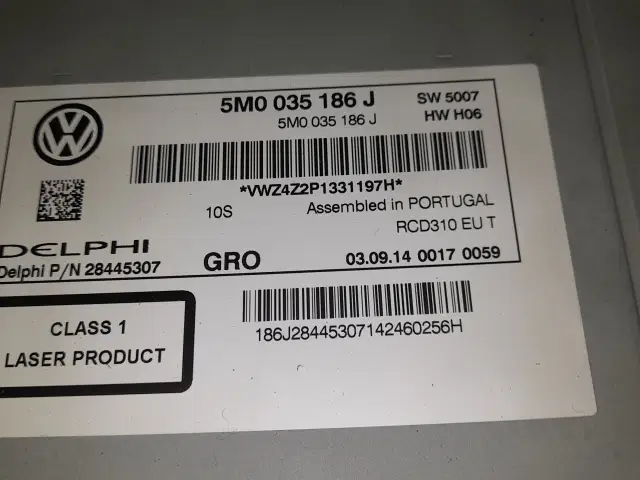 5M0 035 186 J SW 5007
5M0 035 186 J HW H06
*VWZ4Z2P1331197H*
10S Assembled in PORTUGAL
RCD310 EU T
DELPHI
Delphi P/N 28445307 GRO 03.09.14 0017 0059
186J28445307142460256H
CLASS 1
LASER PRODUCT